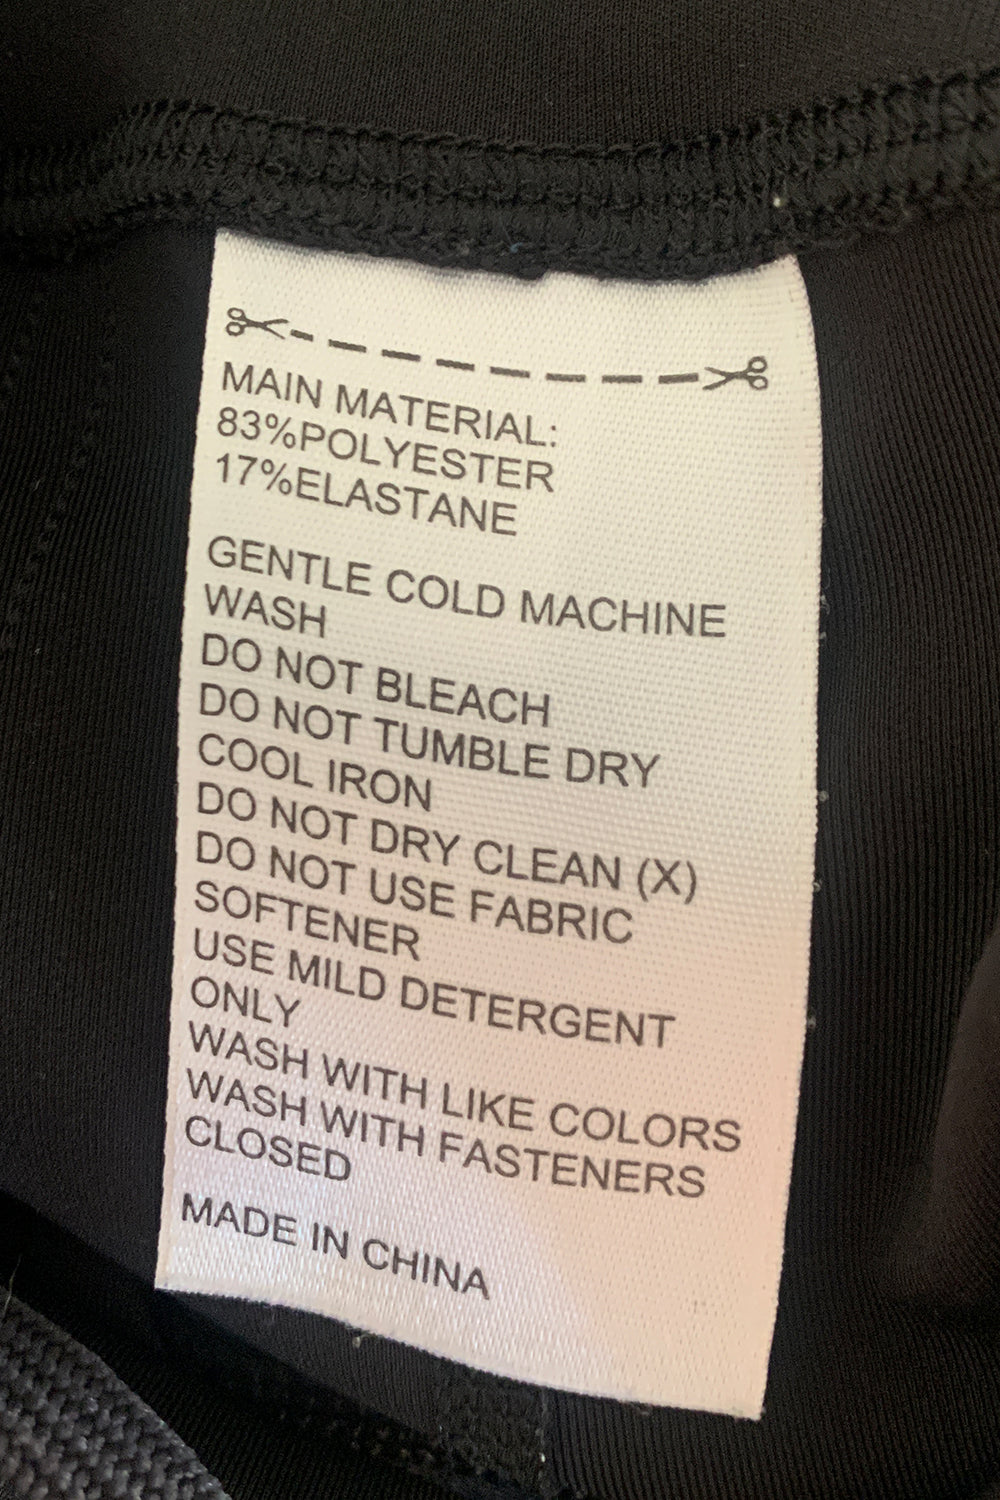 MAIN MATERIAL:
83%POLYESTER
17%ELASTANE
GENTLE COLD MACHINE
WASH
DO NOT BLEACH
DO NOT TUMBLE DRY
COOL IRON
DO NOT DRY CLEAN (X)
DO NOT USE FABRIC
SOFTENER
USE MILD DETERGENT
ONLY
WASH WITH LIKE COLORS
WASH WITH FASTENERS
CLOSED
MADE IN CHINA